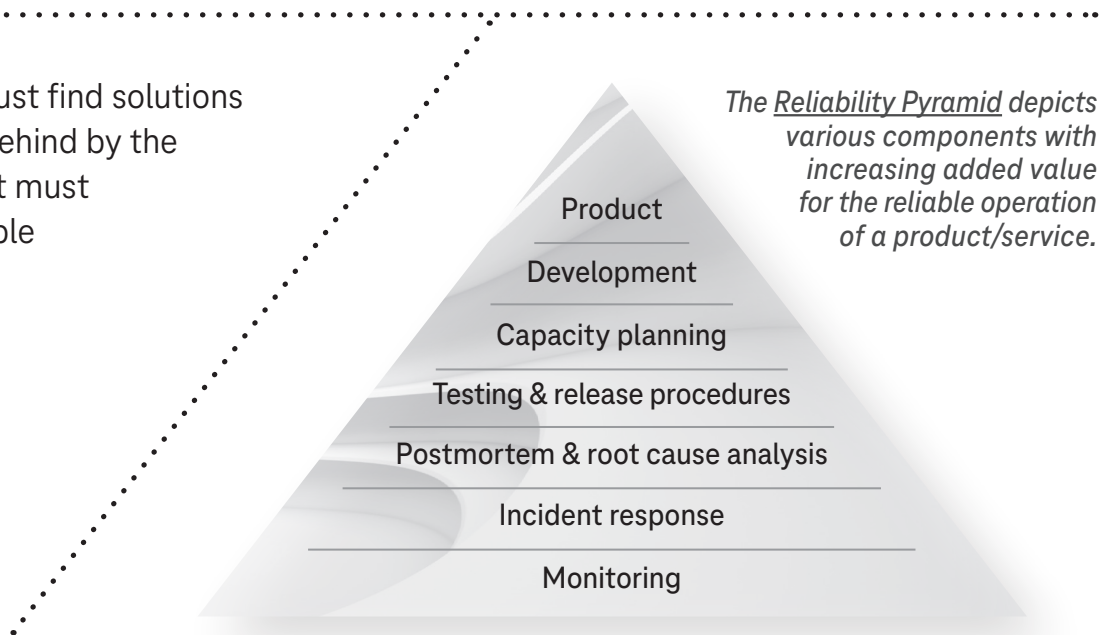 ust find solutions
ehind by the
t must
ple
The Reliability Pyramid depicts
various components with
increasing added value
for the reliable operation
of a product/service.
Product
Development
Capacity planning
Testing & release procedures
Postmortem & root cause analysis
Incident response
Monitoring